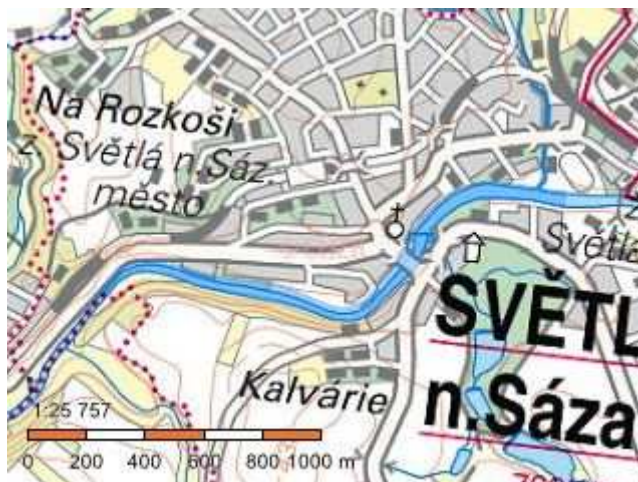 Na Rozkoši
z. Světlá n.Sáz.
město
Světlá
SVĚTL
n.Sáza
Kalvárie
1:25 757
0 200 400 600 800 1000 m